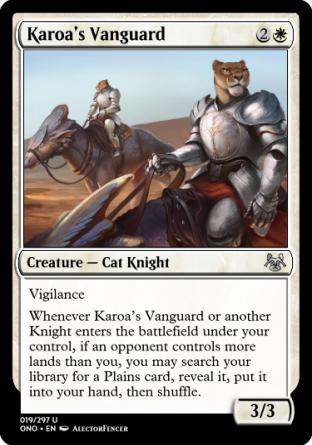 Karoa's Vanguard 2
Creature — Cat Knight
Vigilance
Whenever Karoa's Vanguard or another
Knight enters the battlefield under your
control, if an opponent controls more
lands than you, you may search your
library for a Plains card, reveal it, put it
into your hand, then shuffle.
3/3
019/297 U
ONO • EN AlectorFencer